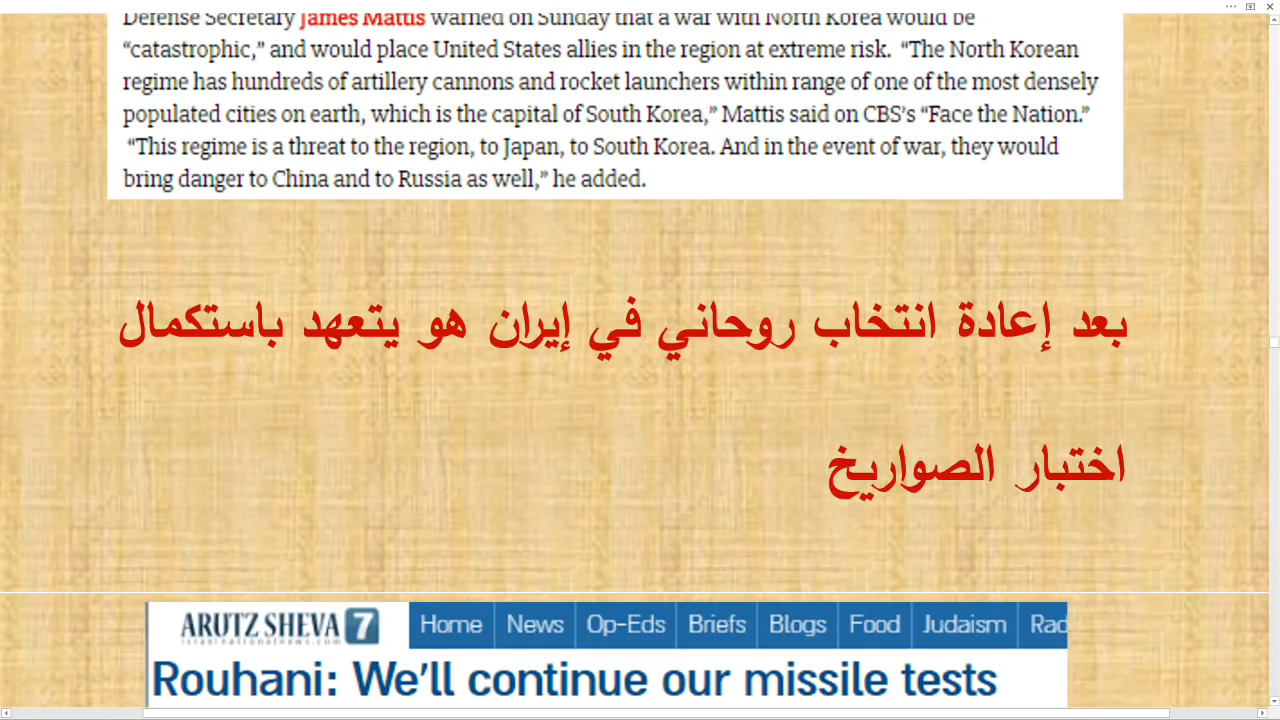 Defense Secretary James Mattis warned on Sunday that a war with North Korea would be
“catastrophic,” and would place United States allies in the region at extreme risk. “The North Korean
regime has hundreds of artillery cannons and rocket launchers within range of one of the most densely
populated cities on earth, which is the capital of South Korea,” Mattis said on CBS’s “Face the Nation.”
“This regime is a threat to the region, to Japan, to South Korea. And in the event of war, they would
bring danger to China and to Russia as well,” he added.
بعد إعادة انتخاب روحاني في إيران هو يتعهد باستكمال
اختبار الصواريخ
ARUTZ SHEVA 7 Home News Op-Eds Briefs Blogs Food Judaism Rad
israelnationalnews.com
Rouhani: We’ll continue our missile tests